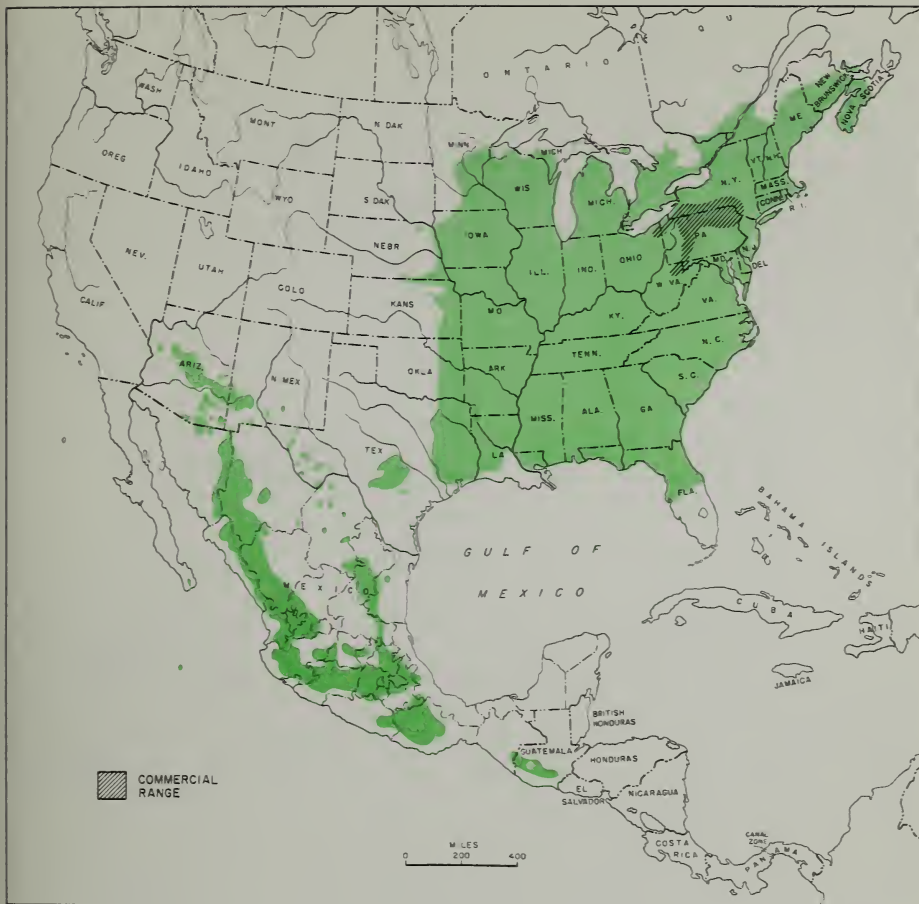 ONTARIO
QU
WASH
MONT
N DAK
MINN.
MICH
ME
NEW
BRUNSWICK
NOVA SCOTIA
OREG
IDAHO
WYO
S DAK
WIS
MICH.
N.Y.
VT.
N.H.
MASS.
CONN.
R.I.
NEV.
UTAH
NEBR
IOWA
ILL.
IND.
OHIO
PA
CALIF
COLO
KANS
MO
KY.
W VA.
MD.
DEL
VA.
ARIZ.
N MEX
OKLA
ARK
TENN.
N.C.
S.C.
TEX
LA
MISS.
ALA.
GA
FLA.
BAHAMA ISLANDS
GULF OF
MEXICO
MEXICO
CUBA
HAITI
JAMAICA
BRITISH
HONDURAS
GUATEMALA
HONDURAS
EL
SALVADOR
NICARAGUA
COSTA
RICA
CANAL
ZONE
PANAMA
COMMERCIAL
RANGE
MILES
0 200 400